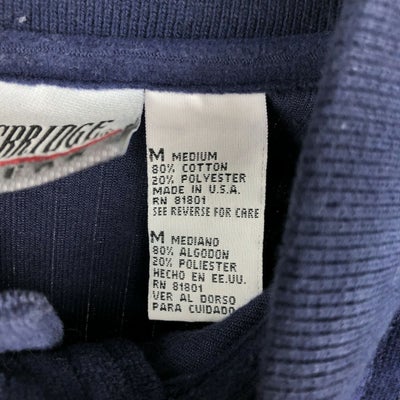 M MEDIUM
80% COTTON
20% POLYESTER
MADE IN U.S.A.
RN 81801
SEE REVERSE FOR CARE
M MEDIANO
80% ALGODON
20% POLIESTER
HECHO EN EE.UU.
RN 81801
VER AL DORSO
PARA CUIDADO